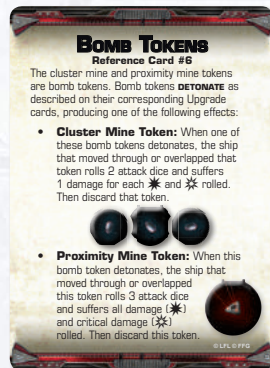 BOMB TOKENS
Reference Card #6
The cluster mine and proximity mine tokens
are bomb tokens. Bomb tokens DETONATE as
described on their corresponding Upgrade
cards, producing one of the following effects:
• Cluster Mine Token: When one of
these bomb tokens detonates, the ship
that moved through or overlapped that
token rolls 2 attack dice and suffers
1 damage for each and rolled.
Then discard that token.
• Proximity Mine Token: When this
bomb token detonates, the ship that
moved through or overlapped
this token rolls 3 attack dice
and suffers all damage ( )
and critical damage ( )
rolled. Then discard this token.
© LFL © FFG